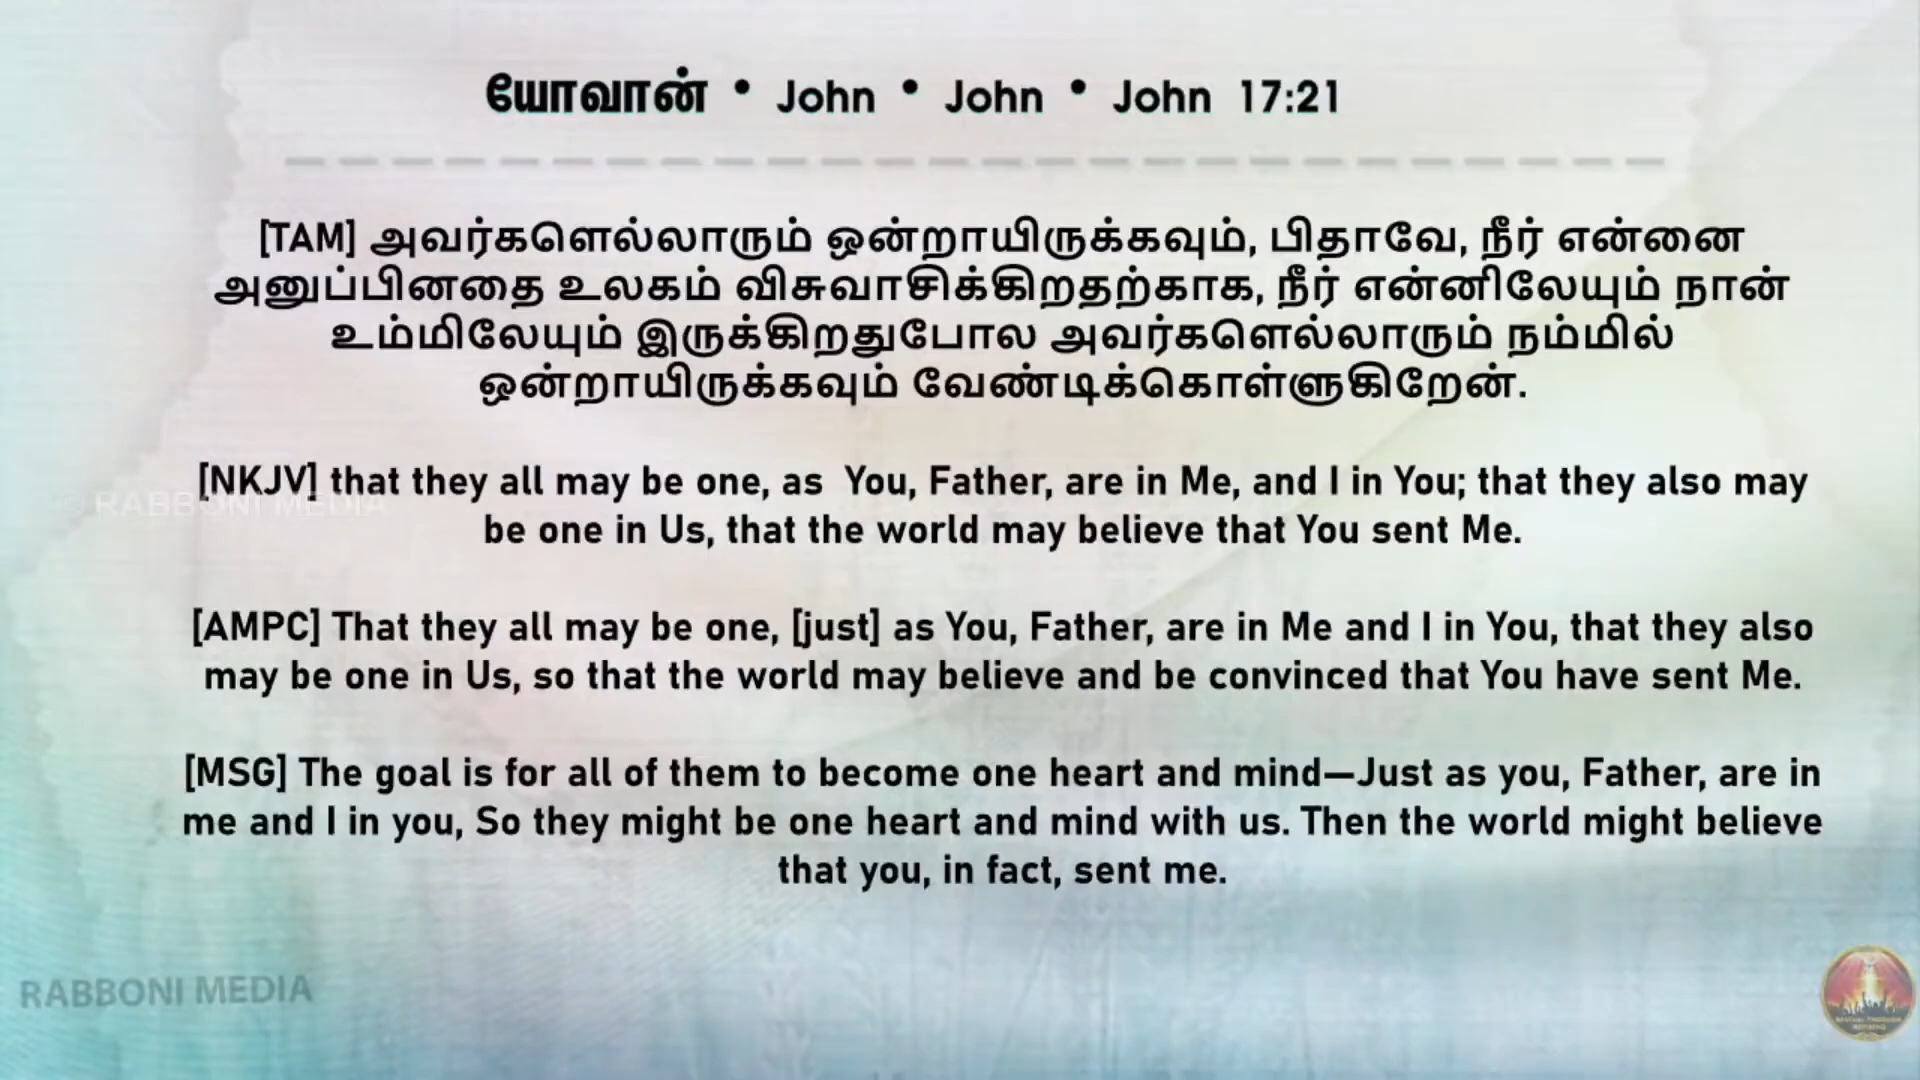 யோவான் • John • John • John 17:21
[TAM] அவர்களெல்லாரும் ஒன்றாயிருக்கவும், பிதாவே, நீர் என்னை
அனுப்பினதை உலகம் விசுவாசிக்கிறதற்காக, நீர் என்னிலேயும் நான்
உம்மிலேயும் இருக்கிறதுபோல அவர்களெல்லாரும் நம்மில்
ஒன்றாயிருக்கவும் வேண்டிக்கொள்ளுகிறேன்.
[NKJV] that they all may be one, as  You, Father, are in Me, and I in You; that they also may
be one in Us, that the world may believe that You sent Me.
© RABBONI MEDIA
[AMPC] That they all may be one, [just] as You, Father, are in Me and I in You, that they also
may be one in Us, so that the world may believe and be convinced that You have sent Me.
[MSG] The goal is for all of them to become one heart and mind—Just as you, Father, are in
me and I in you, So they might be one heart and mind with us. Then the world might believe
that you, in fact, sent me.
RABBONI MEDIA